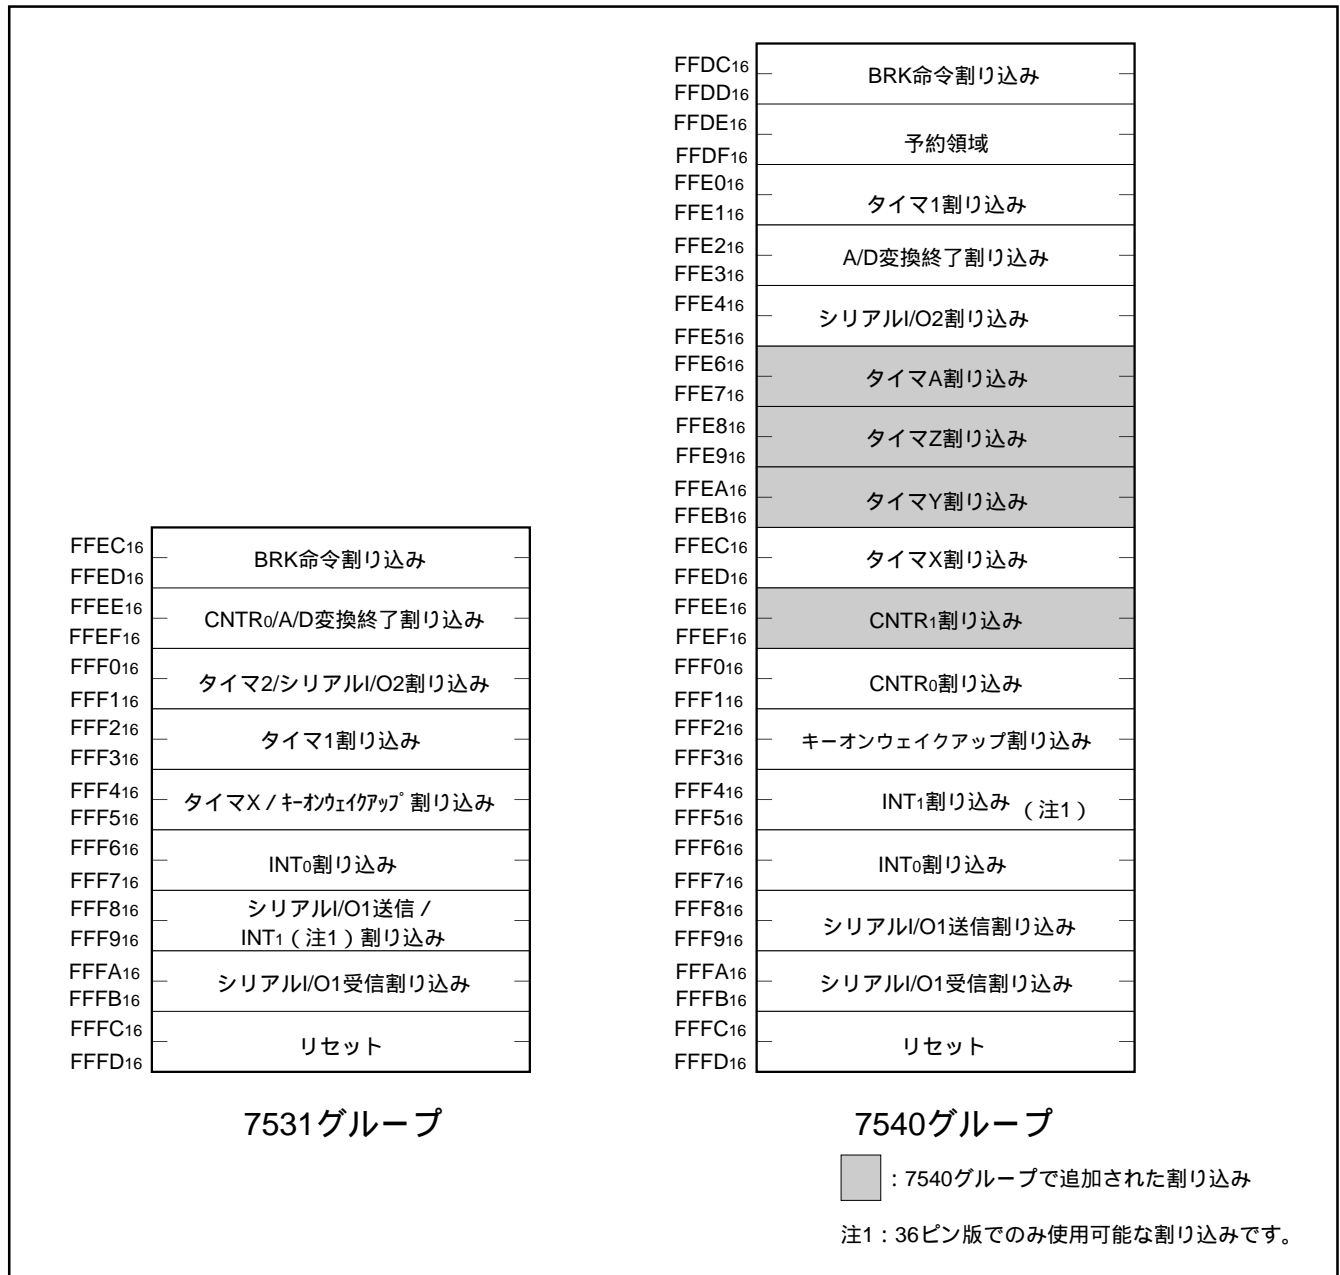 FFEC16
FFED16
BRK命令割り込み
FFEE16
FFEF16
CNTR0/A/D変換終了割り込み
FFF016
FFF116
タイマ2/シリアルI/O2割り込み
FFF216
FFF316
タイマ1割り込み
FFF416
FFF516
タイマX / キーオンウェイクアップ 割り込み
FFF616
FFF716
INT0割り込み
FFF816
FFF916
シリアルI/O1送信 /
INT1(注1)割り込み
FFFA16
FFFB16
シリアルI/O1受信割り込み
FFFC16
FFFD16
リセット
7531グループ
FFDC16
FFDD16
BRK命令割り込み
FFDE16
FFDF16
予約領域
FFE016
FFE116
タイマ1割り込み
FFE216
FFE316
A/D変換終了割り込み
FFE416
FFE516
シリアルI/O2割り込み
FFE616
FFE716
タイマA割り込み
FFE816
FFE916
タイマZ割り込み
FFEA16
FFEB16
タイマY割り込み
FFEC16
FFED16
タイマX割り込み
FFEE16
FFEF16
CNTR1割り込み
FFF016
FFF116
CNTR0割り込み
FFF216
FFF316
キーオンウェイクアップ割り込み
FFF416
FFF516
INT1割り込み (注1)
FFF616
FFF716
INT0割り込み
FFF816
FFF916
シリアルI/O1送信割り込み
FFFA16
FFFB16
シリアルI/O1受信割り込み
FFFC16
FFFD16
リセット
7540グループ
:7540グループで追加された割り込み
注1:36ピン版でのみ使用可能な割り込みです。